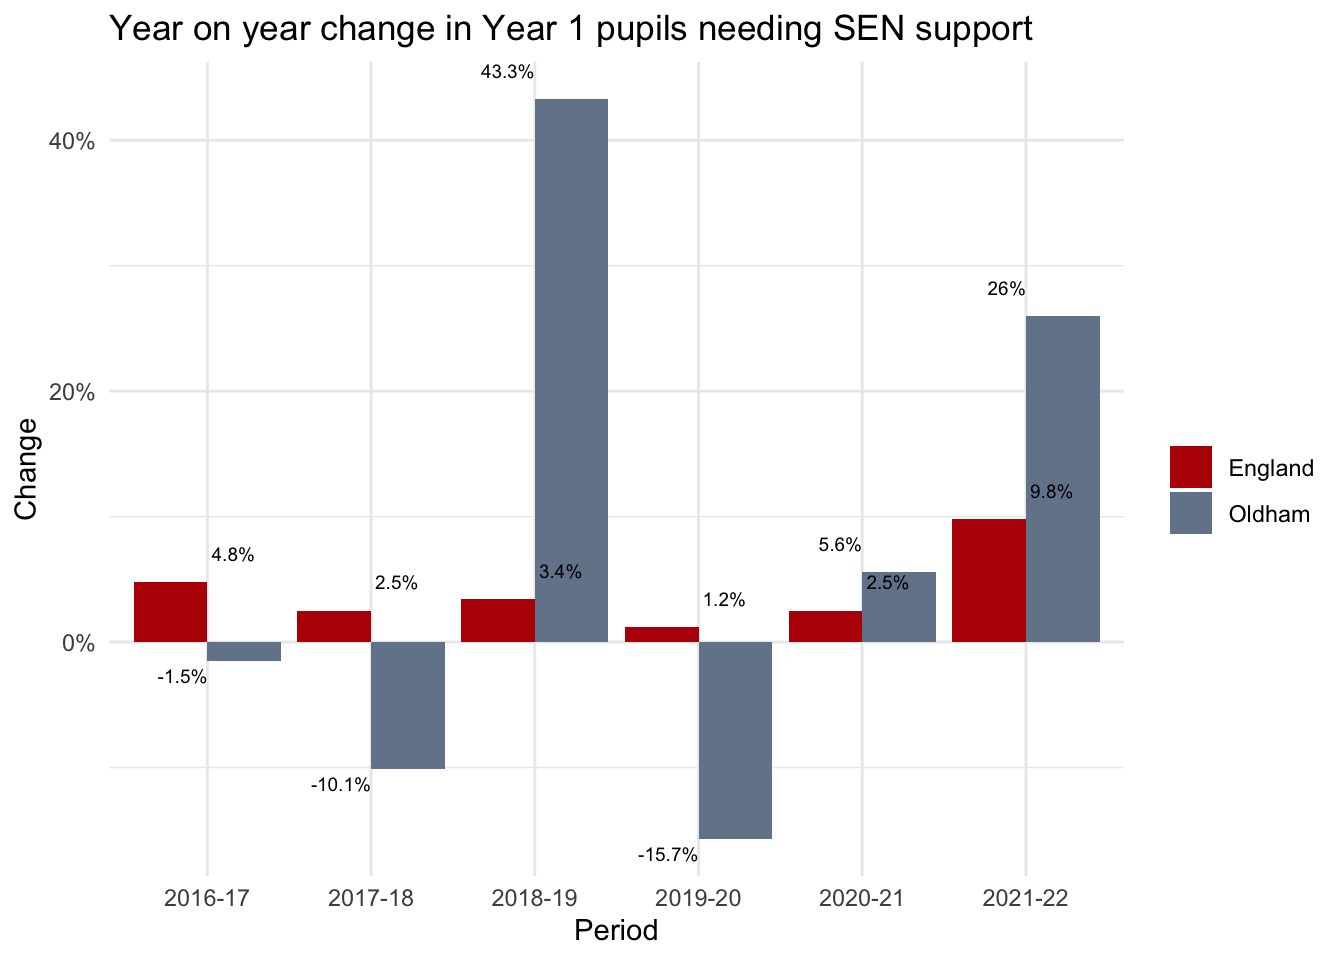 Year on year change in Year 1 pupils needing SEN support
43.3%
40%
26%
20%
Change
England
9.8%
Oldham
5.6%
4.8%
3.4%
2.5%
2.5%
1.2%
0%
-1.5%
-10.1%
-15.7%
2016-17 2017-18 2018-19 2019-20 2020-21 2021-22
Period